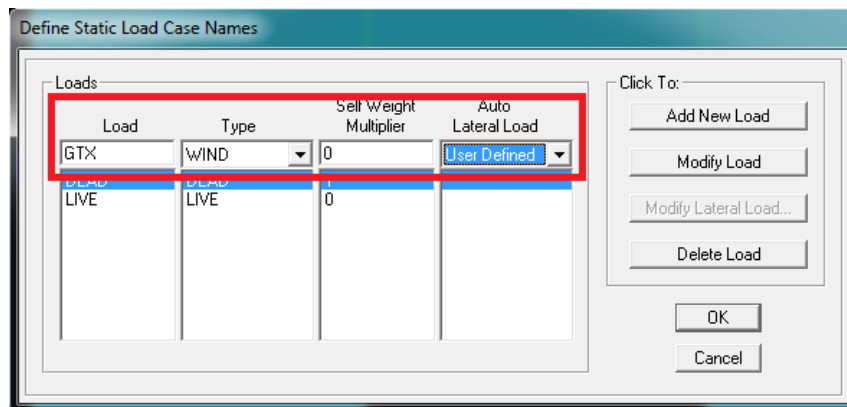 Define Static Load Case Names
Loads
Load Type Self Weight Multiplier Auto Lateral Load
GTX WIND 0 User Defined
DEAD DEAD 1
LIVE LIVE 0
Click To:
Add New Load
Modify Load
Modify Lateral Load...
Delete Load
OK
Cancel